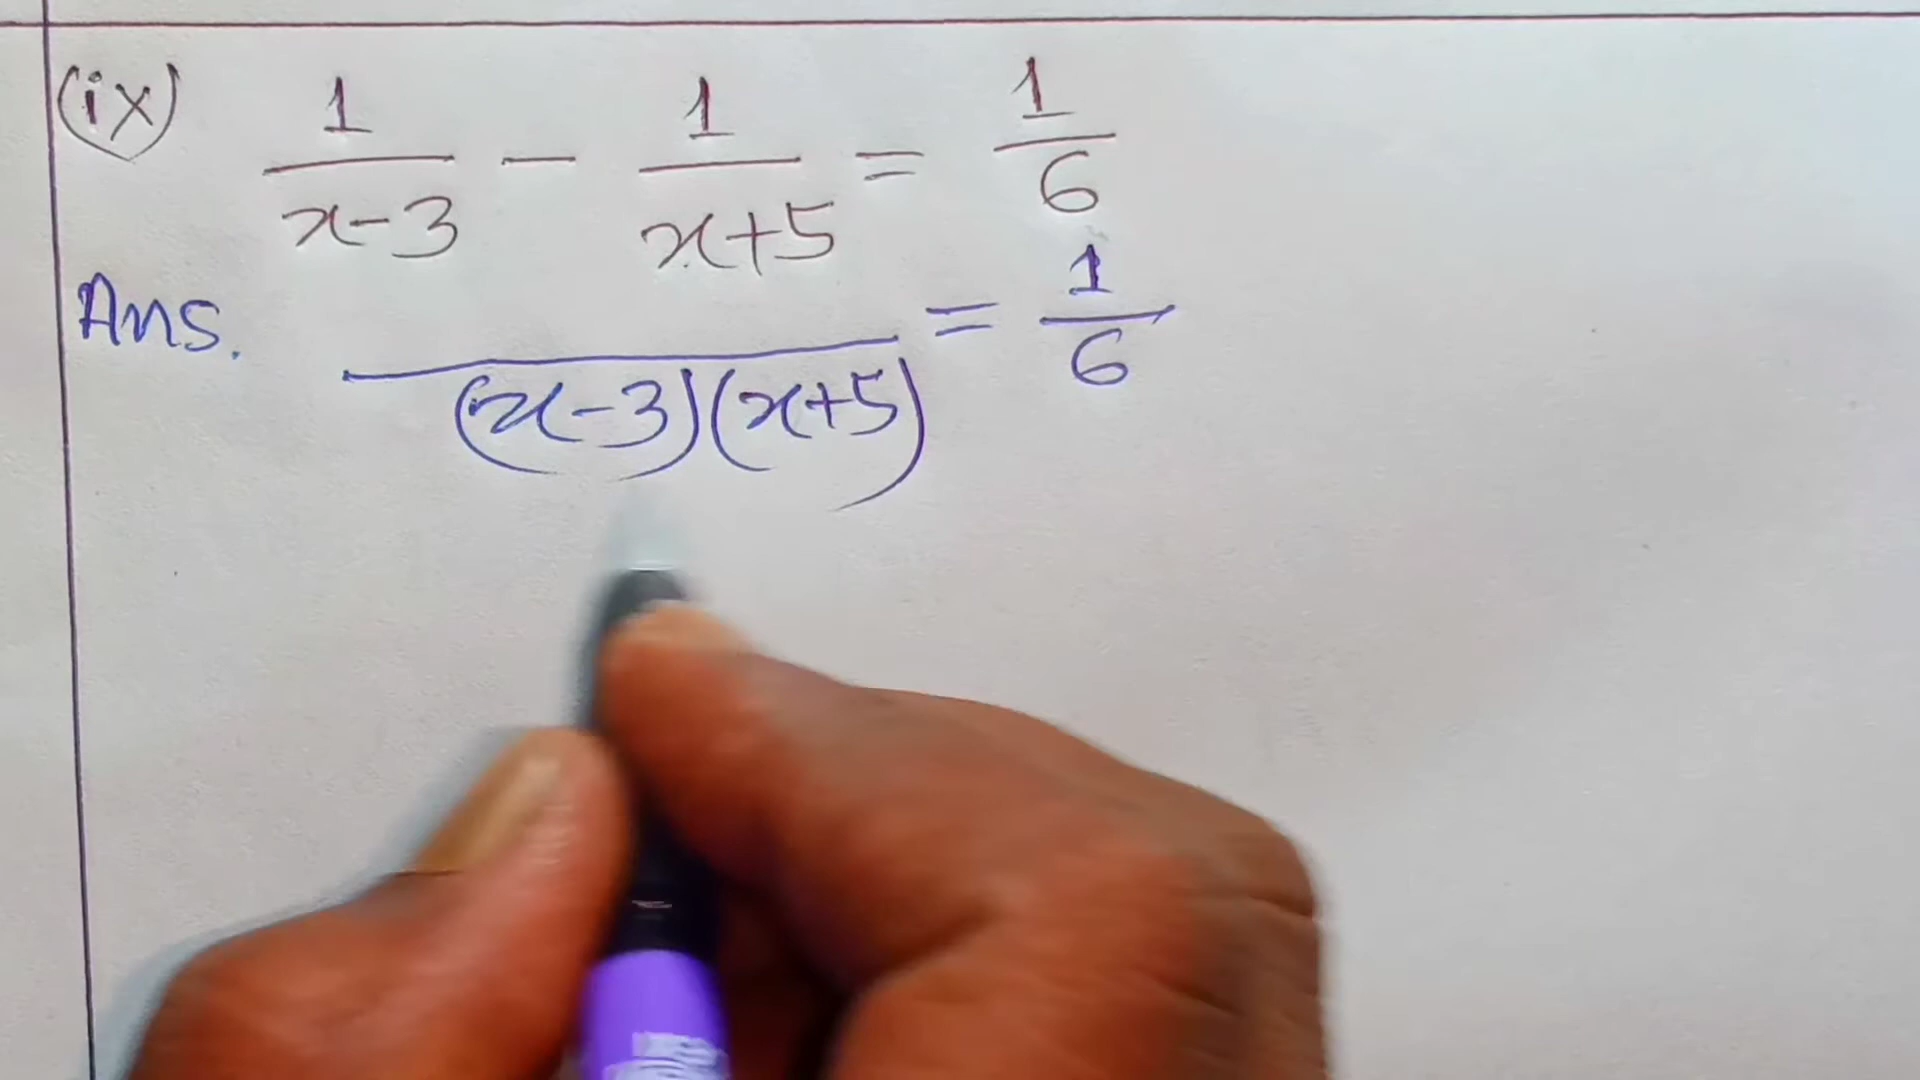 (ix) 1/(x-3) - 1/(x+5) = 1/6
Ans. /(x-3)(x+5) = 1/6